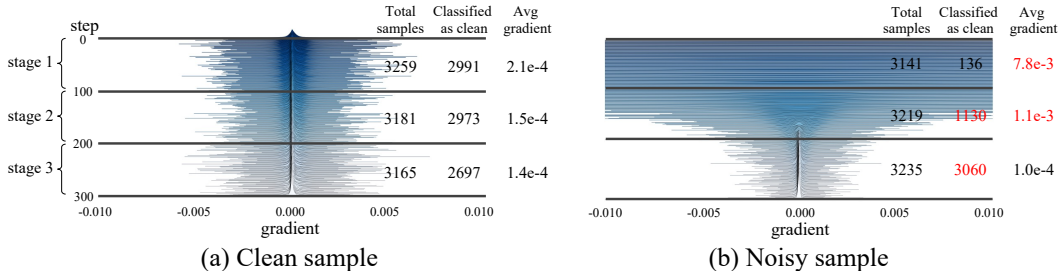 step
Total samples
Classified as clean
Avg gradient
0
stage 1
3259 2991 2.1e-4
100
stage 2
3181 2973 1.5e-4
200
stage 3
3165 2697 1.4e-4
300
-0.010 -0.005 0.000 0.005 0.010
gradient
(a) Clean sample
Total samples
Classified as clean
Avg gradient
3141 136 7.8e-3
3219 1130 1.1e-3
3235 3060 1.0e-4
-0.010 -0.005 0.000 0.005 0.010
gradient
(b) Noisy sample